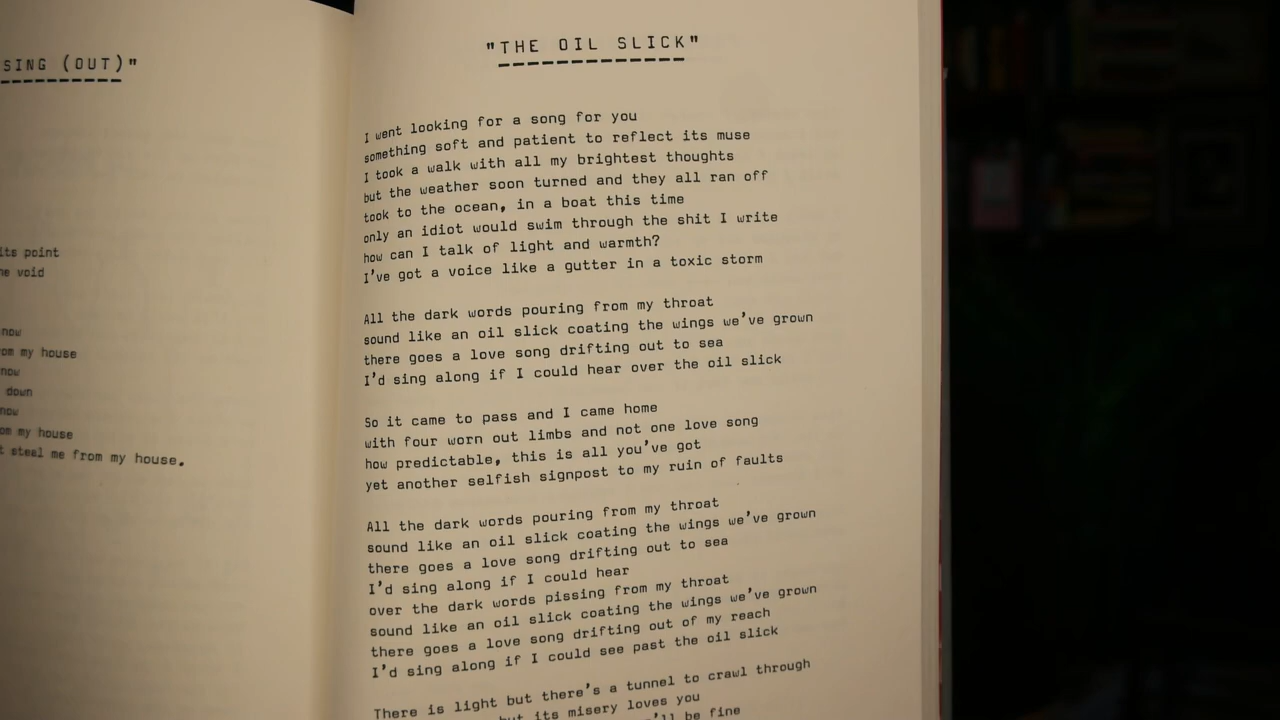 SING (OUT)"
its point
he void
now
om my house
now
down
now
om my house
t steal me from my house.
"THE OIL SLICK"
I went looking for a song for you
something soft and patient to reflect its muse
I took a walk with all my brightest thoughts
but the weather soon turned and they all ran off
took to the ocean, in a boat this time
only an idiot would swim through the shit I write
how can I talk of light and warmth?
I've got a voice like a gutter in a toxic storm
All the dark words pouring from my throat
sound like an oil slick coating the wings we've grown
there goes a love song drifting out to sea
I'd sing along if I could hear over the oil slick
So it came to pass and I came home
with four worn out limbs and not one love song
how predictable, this is all you've got
yet another selfish signpost to my ruin of faults
All the dark words pouring from my throat
sound like an oil slick coating the wings we've grown
there goes a love song drifting out to sea
I'd sing along if I could hear
over the dark words pissing from my throat
sound like an oil slick coating the wings we've grown
there goes a love song drifting out of my reach
I'd sing along if I could see past the oil slick
There is light but there's a tunnel to crawl through
but its misery loves you
'll be fine